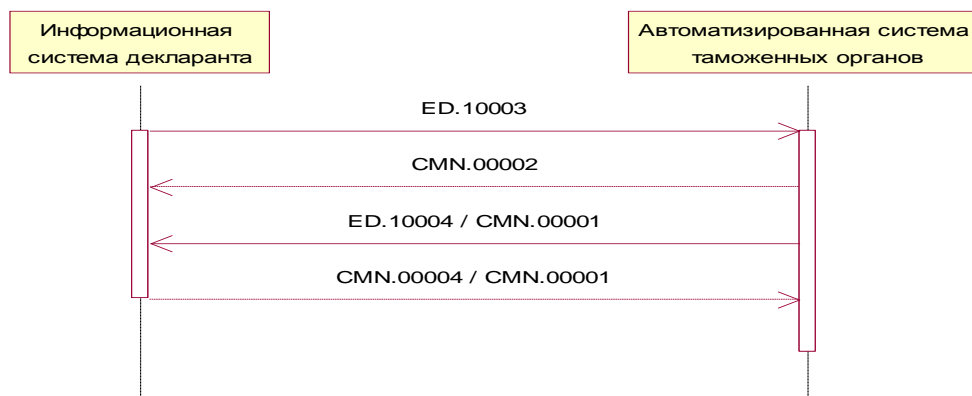 Информационная
система декларанта
Автоматизированная система
таможенных органов
ED.10003
CMN.00002
ED.10004 / CMN.00001
CMN.00004 / CMN.00001